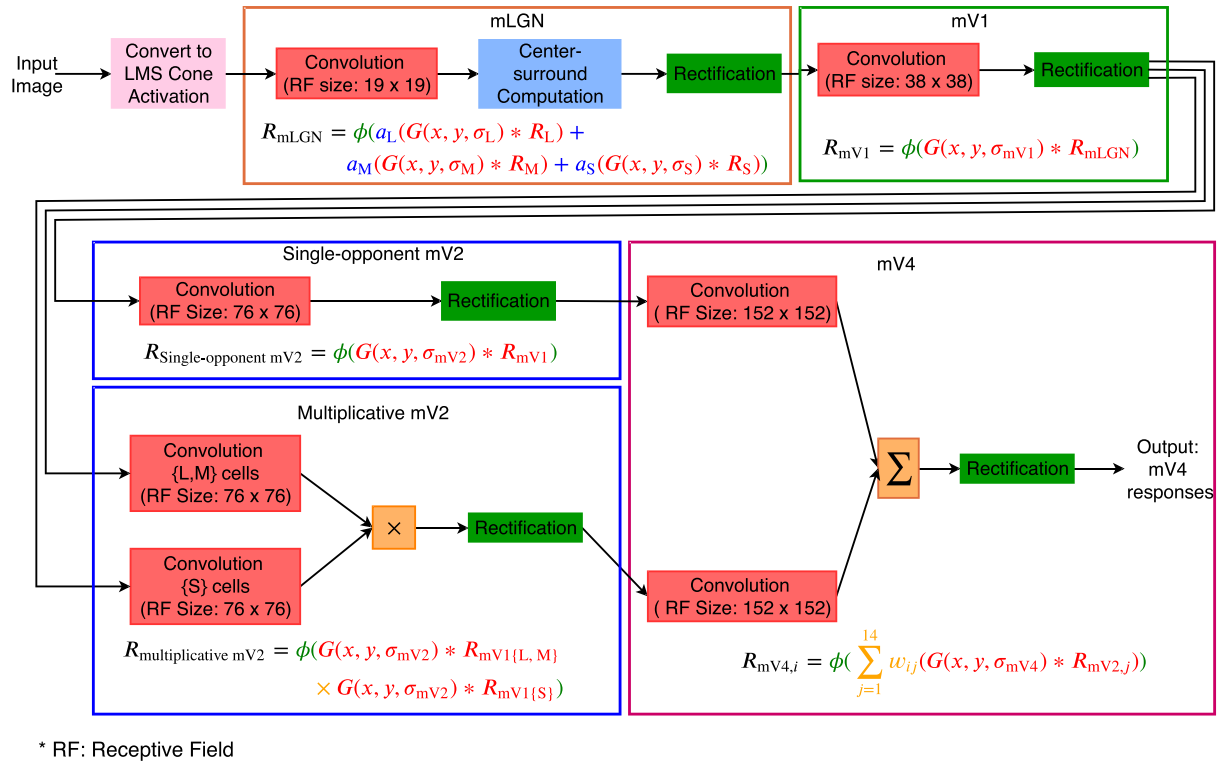 mLGN
mV1
Input
Image
Convert to
LMS Cone
Activation
Convolution
(RF size: 19 x 19)
Center-
surround
Computation
Rectification
Convolution
(RF size: 38 x 38)
Rectification
R_mLGN = ϕ(a_L(G(x, y, σ_L) * R_L) +
a_M(G(x, y, σ_M) * R_M) + a_S(G(x, y, σ_S) * R_S))
R_mV1 = ϕ(G(x, y, σ_mV1) * R_mLGN)
Single-opponent mV2
Convolution
(RF Size: 76 x 76)
Rectification
R_Single-opponent mV2 = ϕ(G(x, y, σ_mV2) * R_mV1)
Multiplicative mV2
Convolution
{L,M} cells
(RF Size: 76 x 76)
×
Rectification
Convolution
{S} cells
(RF Size: 76 x 76)
R_multiplicative mV2 = ϕ(G(x, y, σ_mV2) * R_mV1{L, M}
× G(x, y, σ_mV2) * R_mV1{S})
mV4
Convolution
( RF Size: 152 x 152)
Σ
Rectification
Output:
mV4
responses
Convolution
( RF Size: 152 x 152)
R_mV4,i = ϕ( ∑_{j=1}^{14} w_ij(G(x, y, σ_mV4) * R_mV2,j))
* RF: Receptive Field